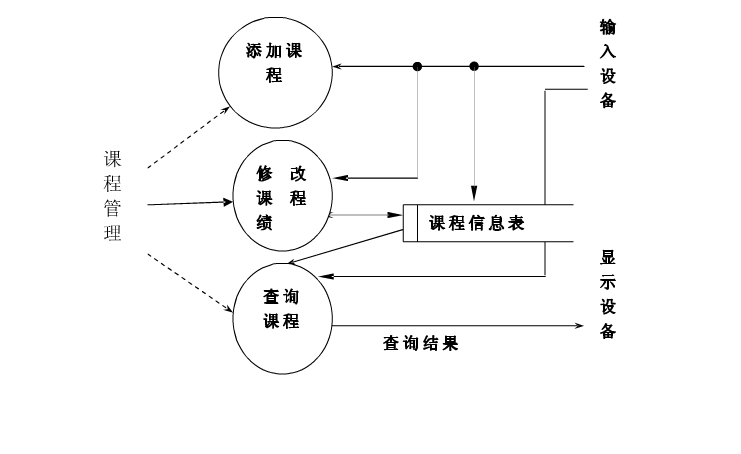 添加课
程
输
入
设
备
课
程
管
理
修 改
课 程
绩
课程信息表
查询
课程
显
示
设
备
查询结果